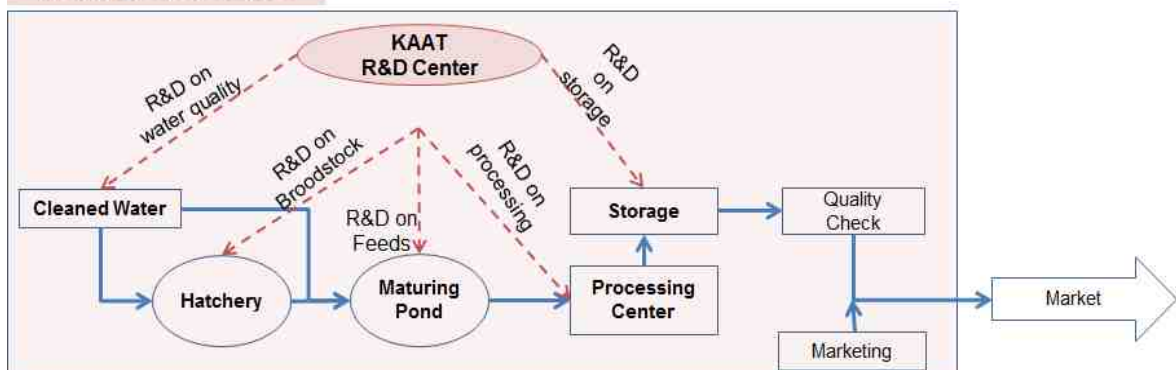 KAAT
R&D Center
R&D on
water quality
R&D on
Broodstock
R&D on
Feeds
R&D on
processing
R&D
on
storage
Cleaned Water
Storage
Quality
Check
Hatchery
Maturing
Pond
Processing
Center
Market
Marketing